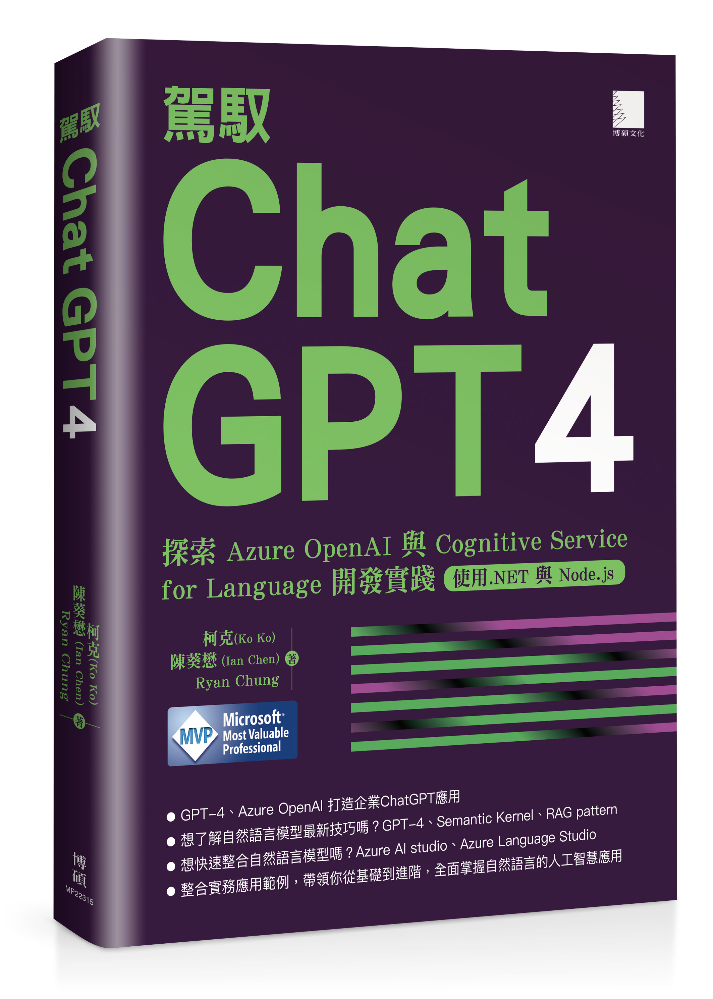 駕馭
Chat
GPT 4
探索 Azure OpenAI 與 Cognitive Service
for Language 開發實踐 使用.NET 與 Node.js
柯克(Ko Ko)
陳葵懋 (Ian Chen)
Ryan Chung
著
MVP
Microsoft®
Most Valuable
Professional
● GPT-4、Azure OpenAI 打造企業ChatGPT應用
● 想了解自然語言模型最新技巧嗎？GPT-4、Semantic Kernel、RAG pattern
● 想快速整合自然語言模型嗎？Azure AI studio、Azure Language Studio
● 整合實務應用範例，帶領你從基礎到進階，全面掌握自然語言的人工智慧應用
博碩文化
駕馭 Chat GPT 4
柯克(Ko Ko)
陳葵懋 (Ian Chen)
Ryan Chung
著
博碩
MP22315